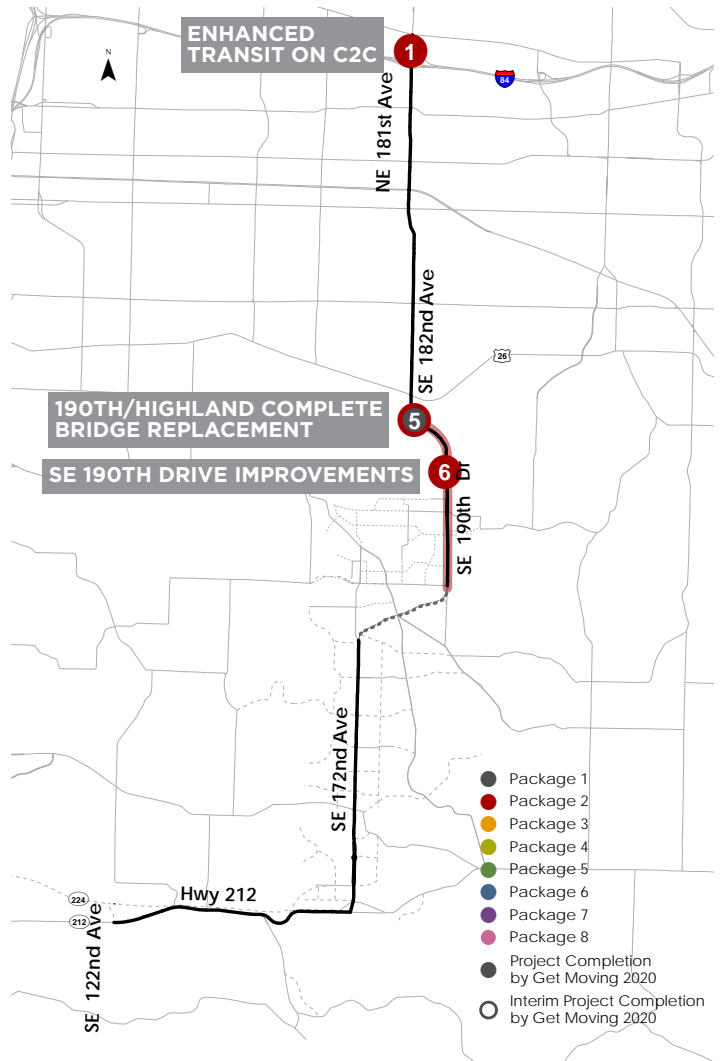 ENHANCED
TRANSIT ON C2C
1
N
84
NE 181st Ave
SE 182nd Ave
26
190TH/HIGHLAND COMPLETE
BRIDGE REPLACEMENT
5
SE 190TH DRIVE IMPROVEMENTS
6
SE 190th Dr
SE 172nd Ave
Package 1
Package 2
Package 3
Package 4
Package 5
Package 6
Package 7
Package 8
Project Completion
by Get Moving 2020
Interim Project Completion
by Get Moving 2020
224
Hwy 212
212
SE 122nd Ave